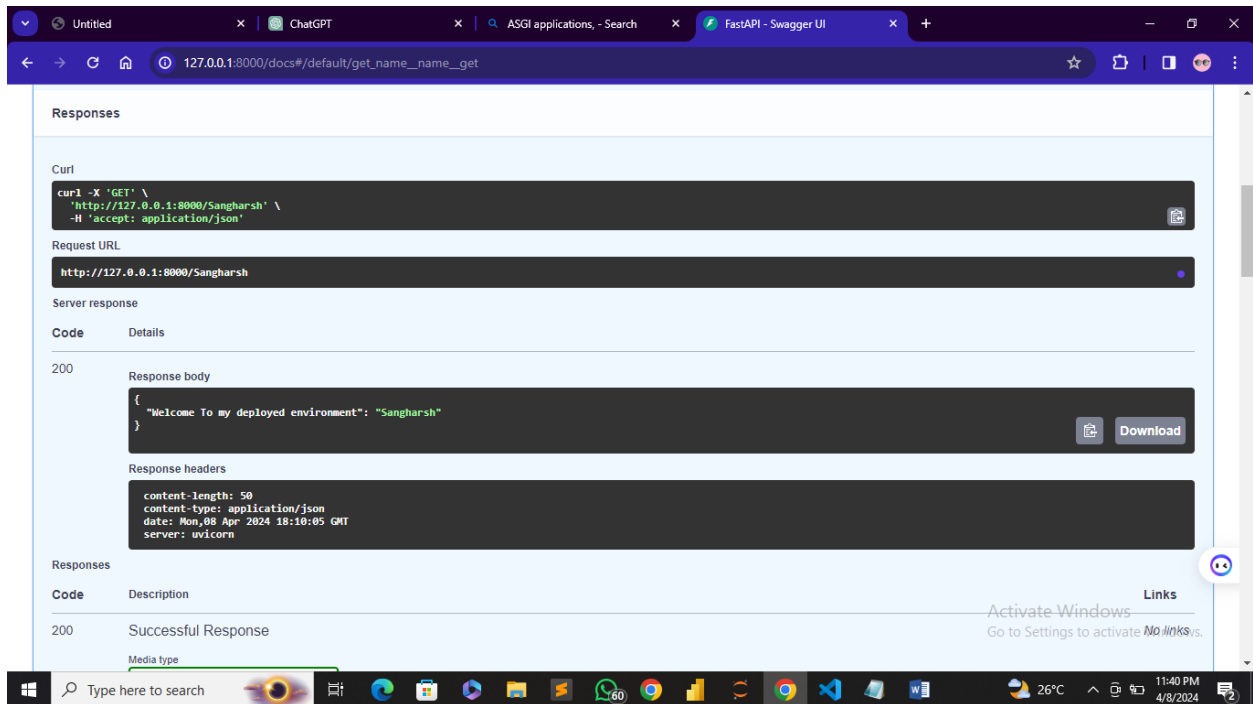 Untitled
ChatGPT
ASGI applications, - Search
FastAPI - Swagger UI
127.0.0.1:8000/docs#/default/get_name__name__get
Responses
Curl
curl -X 'GET' \
'http://127.0.0.1:8000/Sangharsh' \
-H 'accept: application/json'
Request URL
http://127.0.0.1:8000/Sangharsh
Server response
Code Details
200
Response body
{
"Welcome To my deployed environment": "Sangharsh"
}
Download
Response headers
content-length: 50
content-type: application/json
date: Mon,08 Apr 2024 18:10:05 GMT
server: uvicorn
Responses
Code Description Links
200 Successful Response No links
Activate Windows
Go to Settings to activate Windows.
Media type
Type here to search
60
26°C
11:40 PM
4/8/2024
2